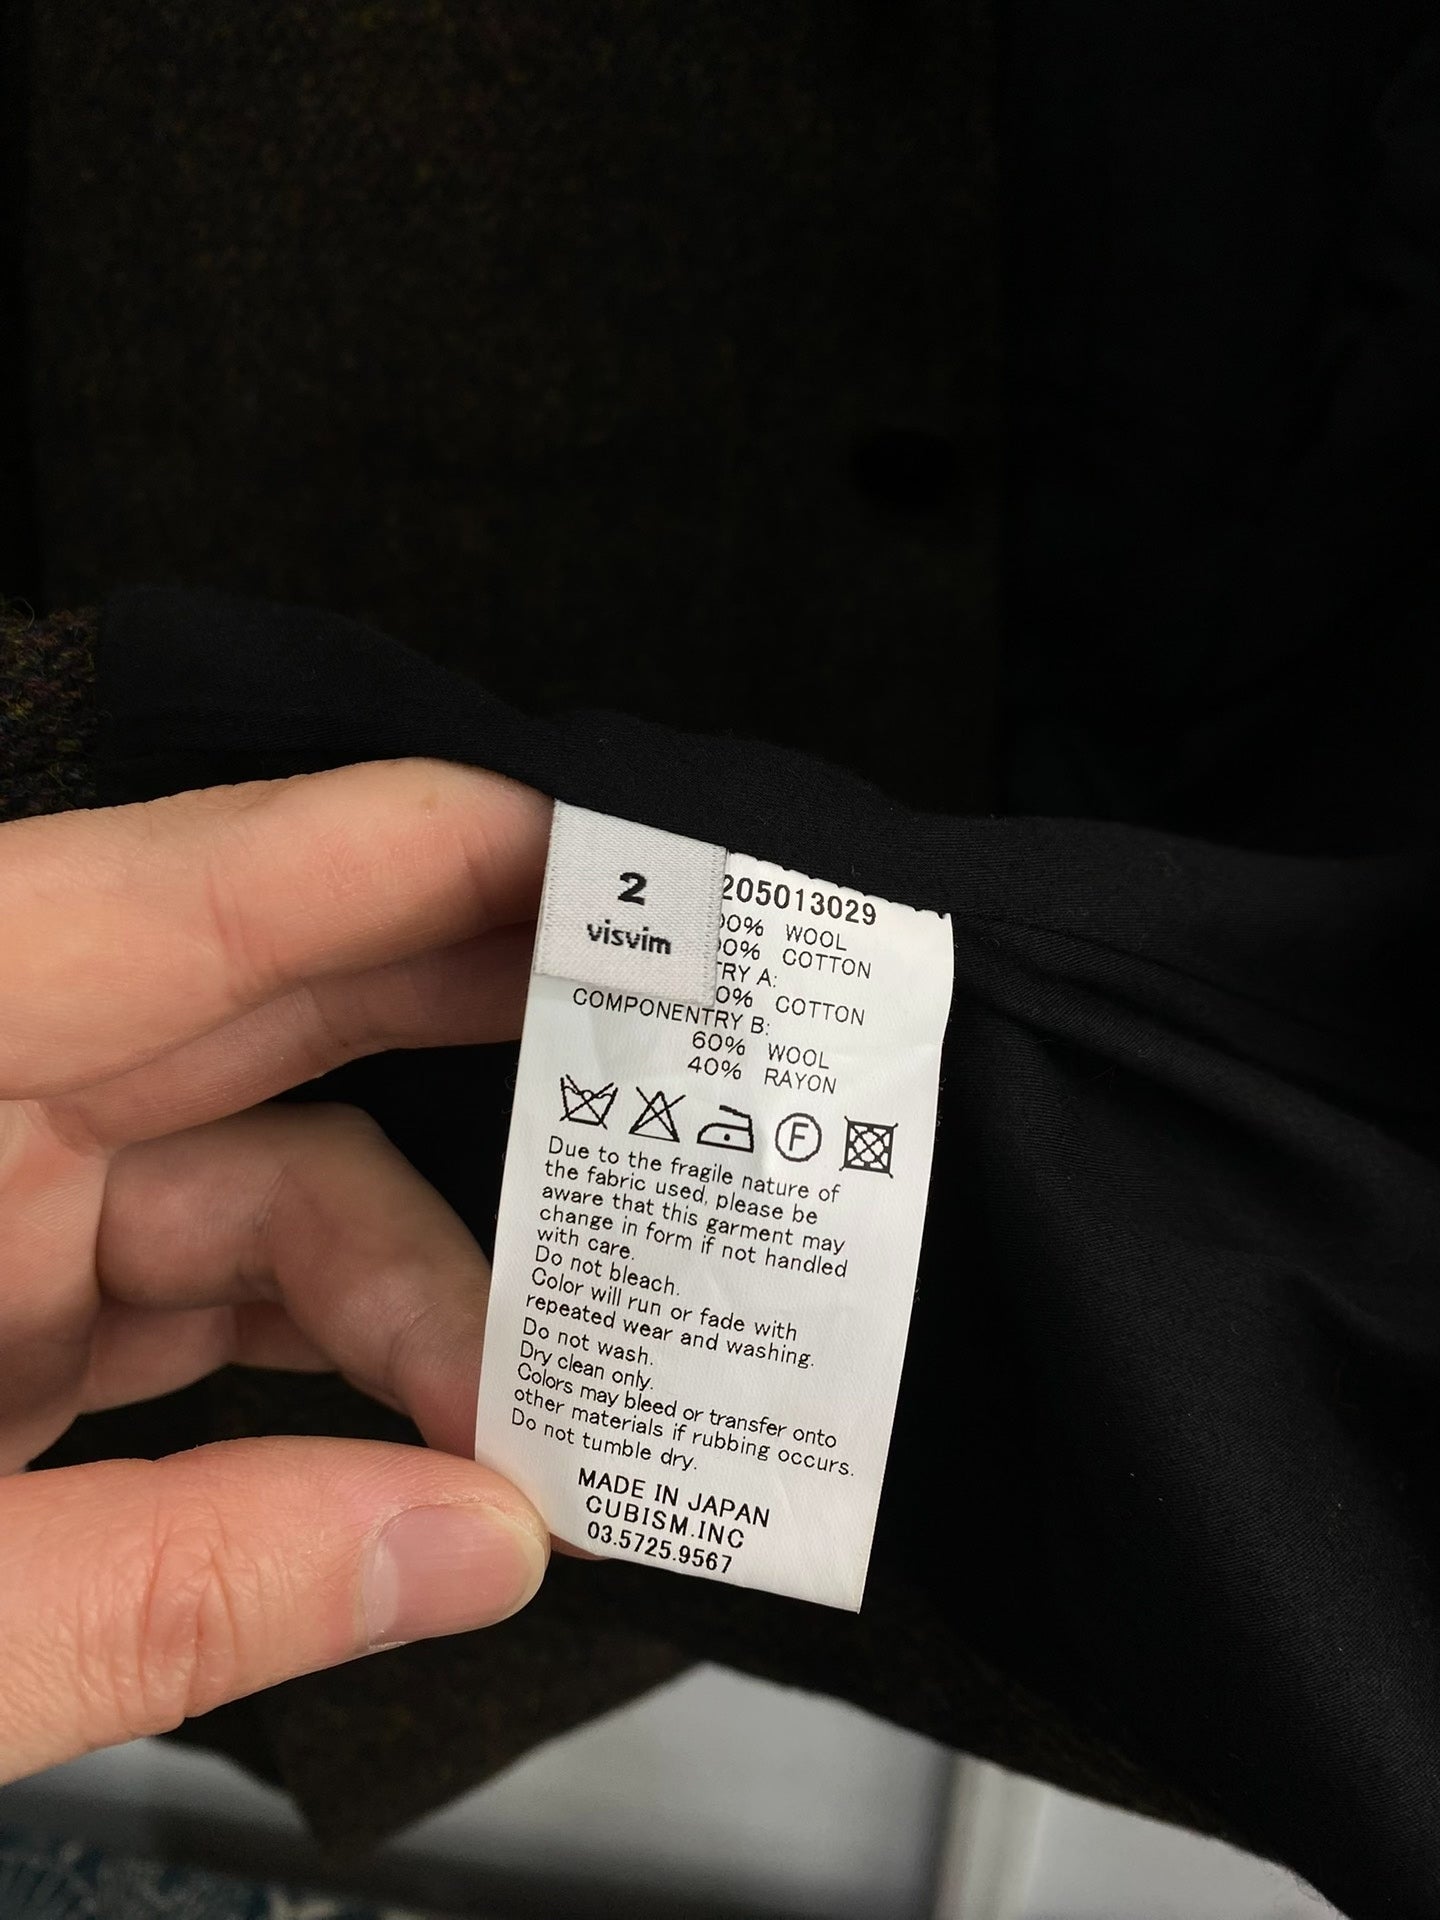 2
visvim
205013029
00% WOOL
00% COTTON
TRY A:
0% COTTON
COMPONENTRY B:
60% WOOL
40% RAYON
F
Due to the fragile nature of
the fabric used, please be
aware that this garment may
change in form if not handled
with care.
Do not bleach.
Color will run or fade with
repeated wear and washing.
Do not wash.
Dry clean only.
Colors may bleed or transfer onto
other materials if rubbing occurs.
Do not tumble dry.
MADE IN JAPAN
CUBISM.INC
03.5725.9567